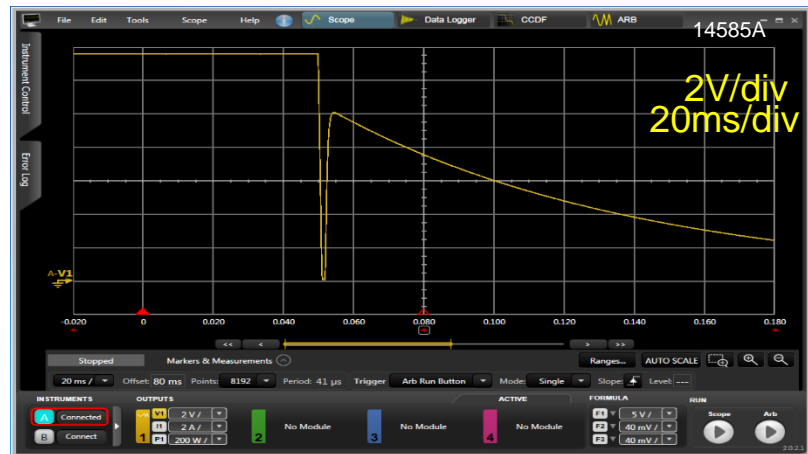 File Edit Tools Scope Help Scope Data Logger CCDF ARB
14585A
2V/div
20ms/div
Instrument Control
Error Log
A-V1
-0.020 0 0.020 0.040 0.060 0.080 0.100 0.120 0.140 0.160 0.180
<< < > >>
Stopped Markers & Measurements Ranges... AUTO SCALE
20 ms / Offset: 80 ms Points: 8192 Period: 41 µs Trigger Arb Run Button Mode: Single Slope: Level: ---
INSTRUMENTS OUTPUTS ACTIVE FORMULA RUN
A Connected V1 2 V / F1 5 V / Scope Arb
I1 2 A / No Module No Module No Module F2 40 mV /
B Connect 1 P1 200 W / 2 3 4 F3 40 mV /
2.0.2.1